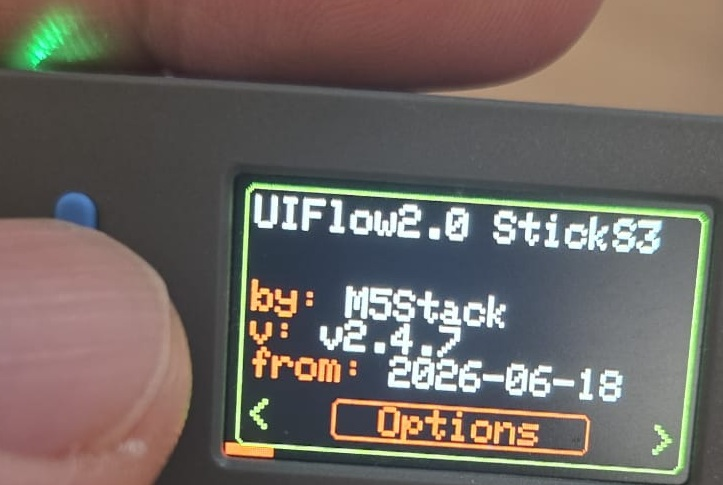 UIFlow2.0 StickS3
by: M5Stack
v: v2.4.7
from: 2026-06-18
< Options >